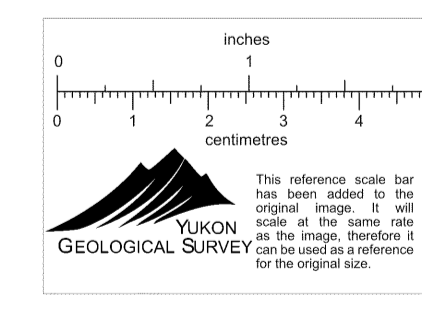 inches
0 1
0 1 2 3 4
centimetres
YUKON
GEOLOGICAL SURVEY
This reference scale bar
has been added to the
original image. It will
scale at the same rate
as the image, therefore it
can be used as a reference
for the original size.